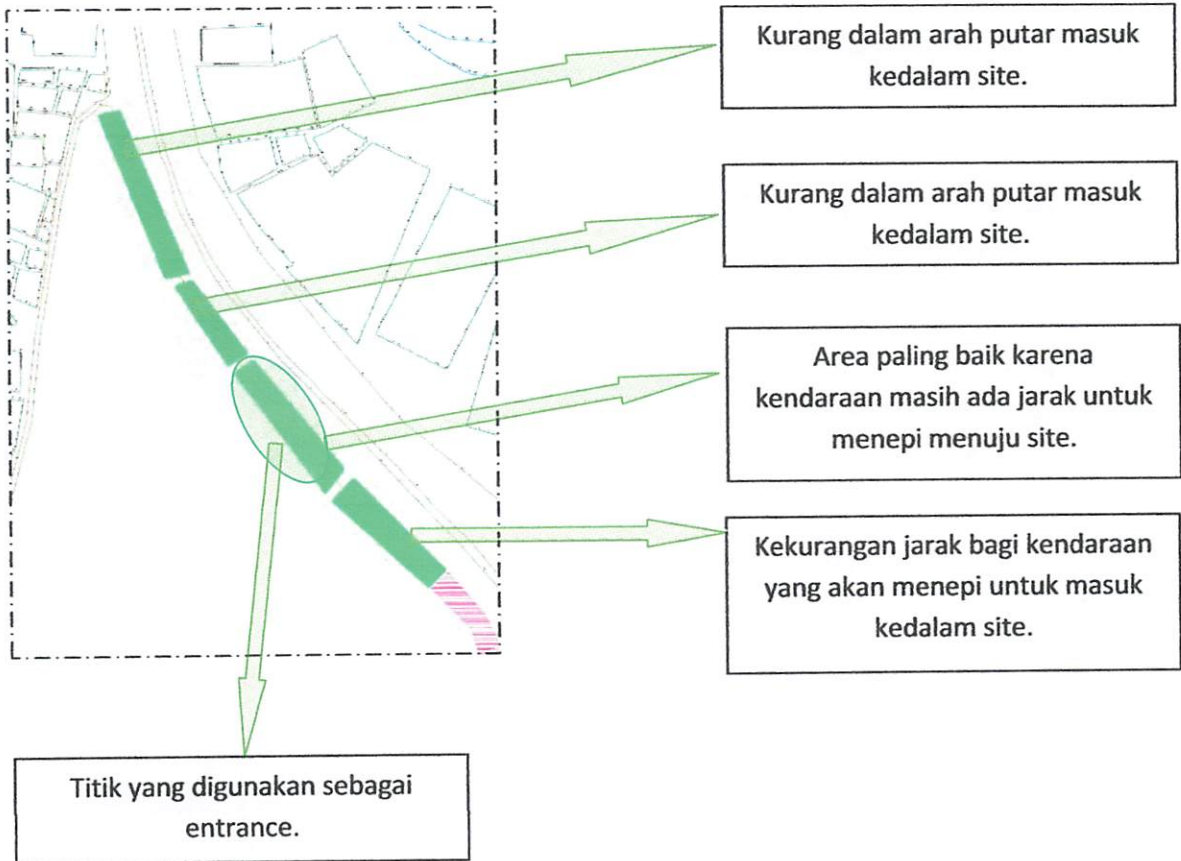 Kurang dalam arah putar masuk
kedalam site.
Kurang dalam arah putar masuk
kedalam site.
Area paling baik karena
kendaraan masih ada jarak untuk
menepi menuju site.
Kekurangan jarak bagi kendaraan
yang akan menepi untuk masuk
kedalam site.
Titik yang digunakan sebagai
entrance.